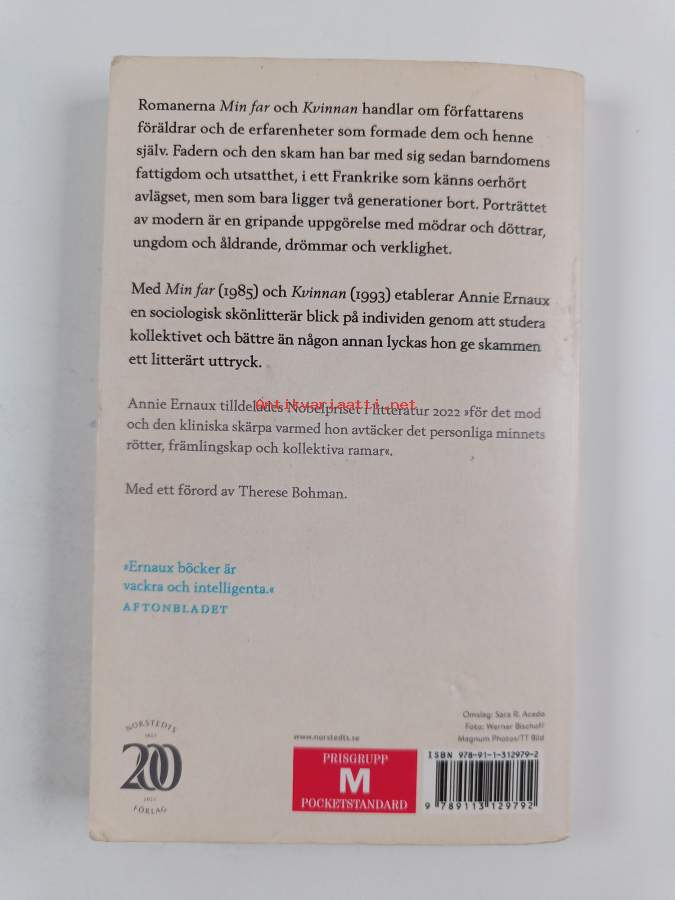 Romanerna Min far och Kvinnan handlar om författarens
föräldrar och de erfarenheter som formade dem och henne
själv. Fadern och den skam han bar med sig sedan barndomens
fattigdom och utsatthet, i ett Frankrike som känns oerhört
avlägset, men som bara ligger två generationer bort. Porträttet
av modern är en gripande uppgörelse med mödrar och döttrar,
ungdom och åldrande, drömmar och verklighet.
Med Min far (1985) och Kvinnan (1993) etablerar Annie Ernaux
en sociologisk skönlitterär blick på individen genom att studera
kollektivet och bättre än någon annan lyckas hon ge skammen
ett litterärt uttryck.
Antikvariaatti.net
Annie Ernaux tilldelades Nobelpriset i litteratur 2022 »för det mod
och den kliniska skärpa varmed hon avtäcker det personliga minnets
rötter, främlingskap och kollektiva ramar«.
Med ett förord av Therese Bohman.
»Ernaux böcker är
vackra och intelligenta.«
AFTONBLADET
NORSTEDTS
1823
200
2023
FÖRLAG
www.norstedts.se
PRISGRUPP
M
POCKETSTANDARD
Omslag: Sara R. Acedo
Foto: Werner Bischof/
Magnum Photos/TT Bild
ISBN 978-91-1-312979-2
9 789113 129792